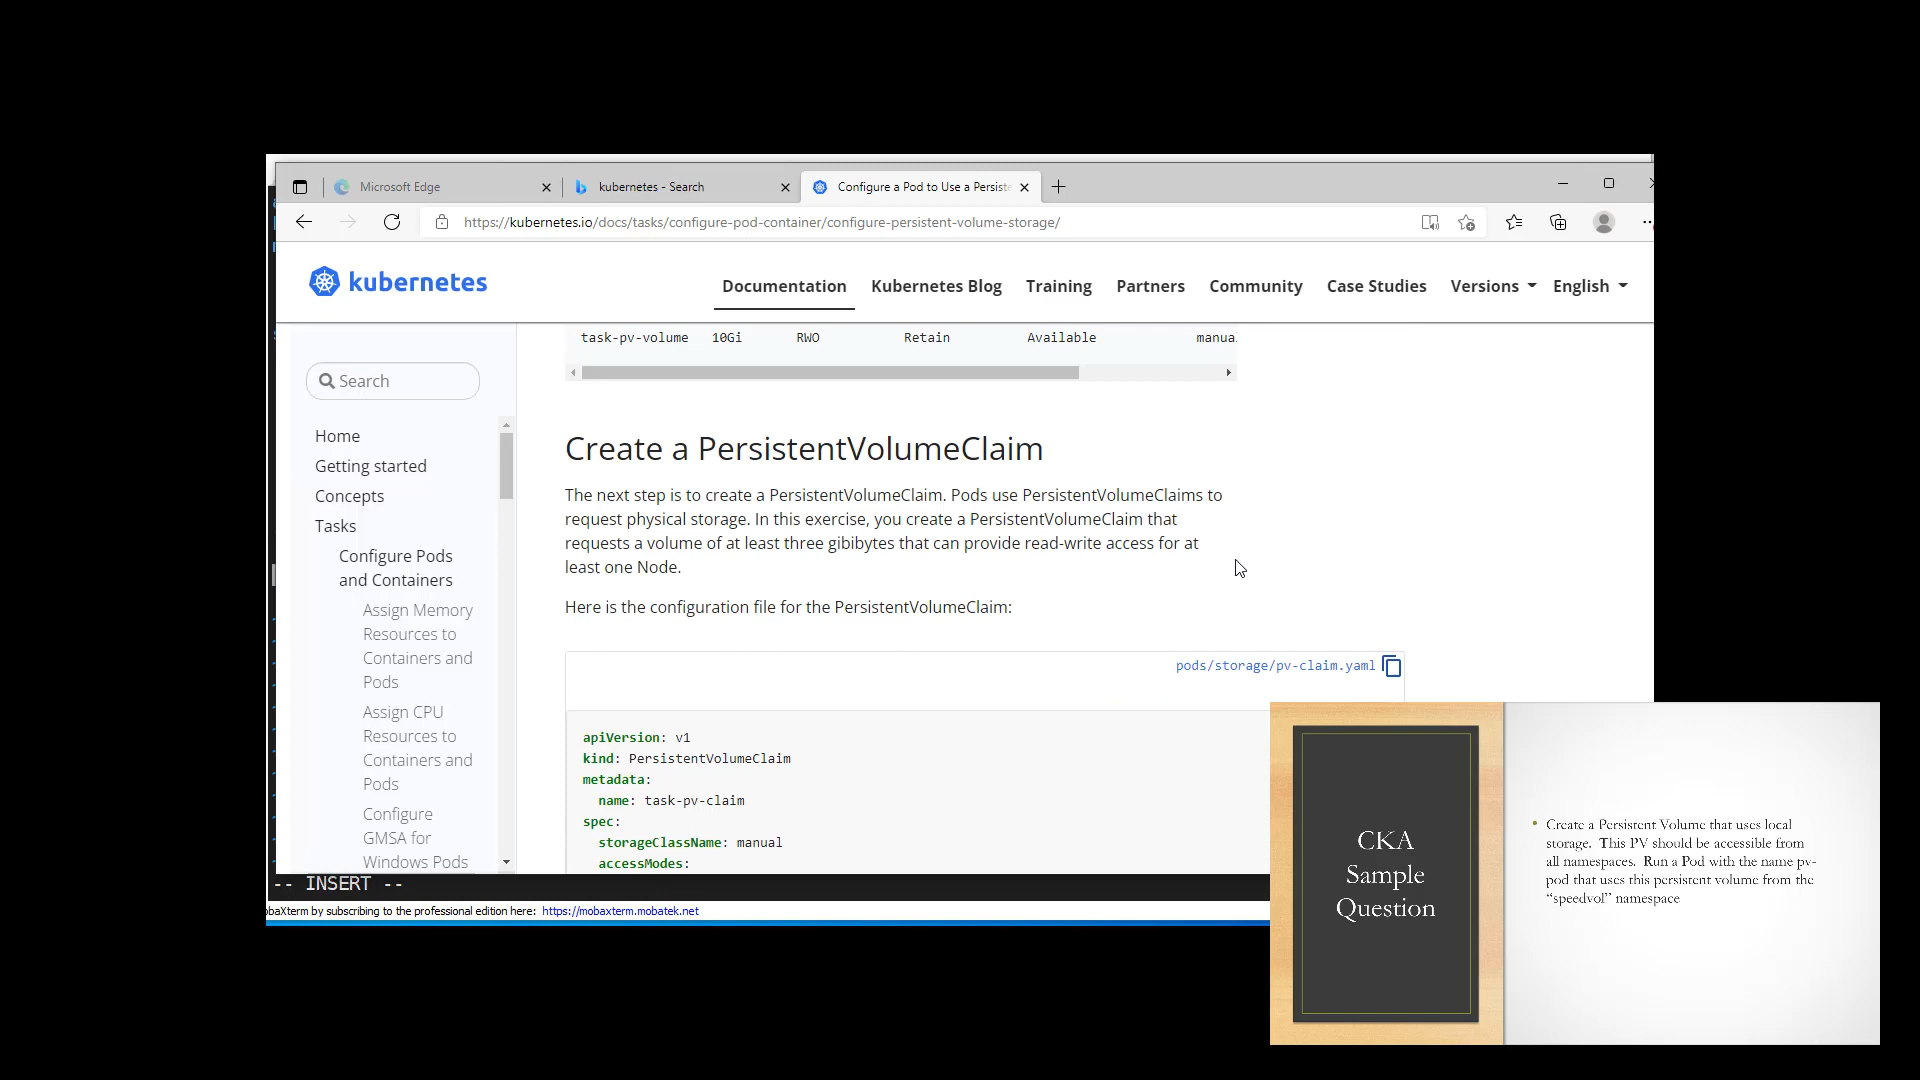 Microsoft Edge
kubernetes - Search
Configure a Pod to Use a Persist
https://kubernetes.io/docs/tasks/configure-pod-container/configure-persistent-volume-storage/
kubernetes
Documentation
Kubernetes Blog
Training
Partners
Community
Case Studies
Versions
English
Search
Home
Getting started
Concepts
Tasks
Configure Pods
and Containers
Assign Memory
Resources to
Containers and
Pods
Assign CPU
Resources to
Containers and
Pods
Configure
GMSA for
Windows Pods
task-pv-volume 10Gi RWO Retain Available manua
Create a PersistentVolumeClaim
The next step is to create a PersistentVolumeClaim. Pods use PersistentVolumeClaims to
request physical storage. In this exercise, you create a PersistentVolumeClaim that
requests a volume of at least three gibibytes that can provide read-write access for at
least one Node.
Here is the configuration file for the PersistentVolumeClaim:
pods/storage/pv-claim.yaml
apiVersion: v1
kind: PersistentVolumeClaim
metadata:
name: task-pv-claim
spec:
storageClassName: manual
accessModes:
-- INSERT --
obaXterm by subscribing to the professional edition here: https://mobaxterm.mobatek.net
CKA
Sample
Question
• Create a Persistent Volume that uses local
storage. This PV should be accessible from
all namespaces. Run a Pod with the name pv-
pod that uses this persistent volume from the
“speedvol” namespace